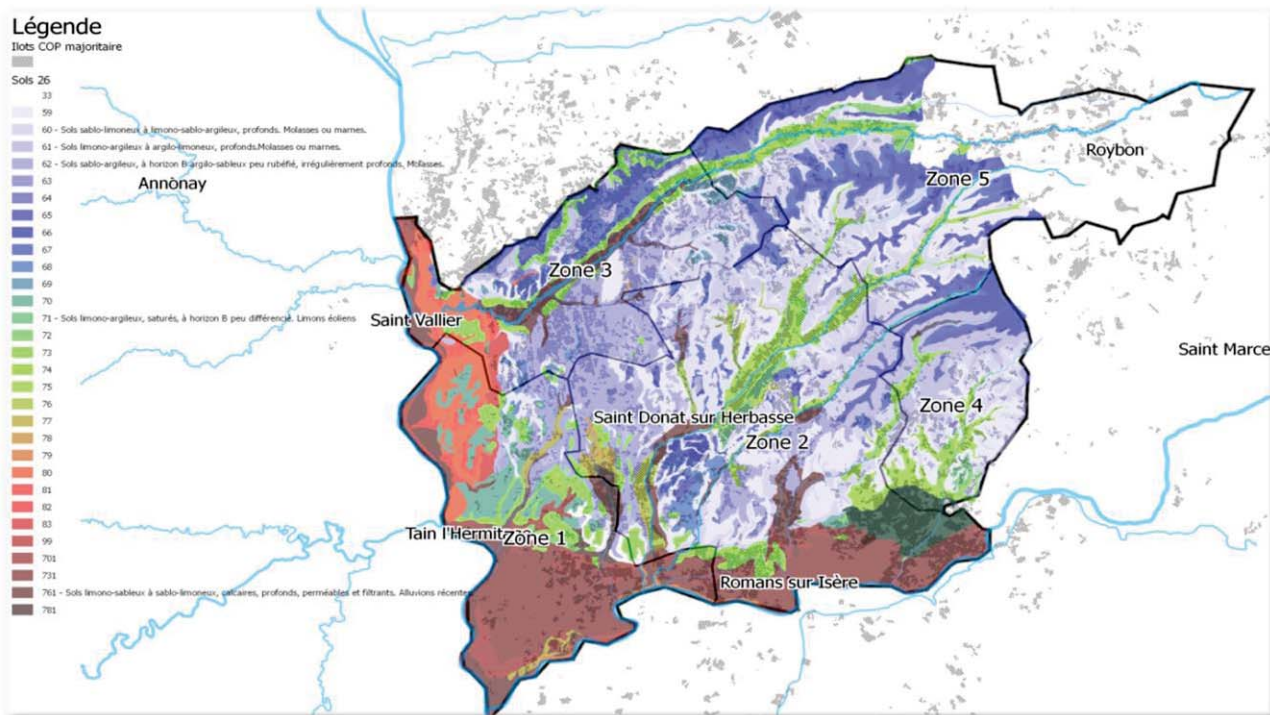 Légende
Ilots COP majoritaire
Sols 26
33
59
60 - Sols sablo-limoneux à limono-sablo-argileux, profonds. Molasses ou marnes.
61 - Sols limono-argileux à argilo-limoneux, profonds.Molasses ou marnes.
62 - Sols sablo-argileux, à horizon B argilo-sableux peu rubéfié, irrégulièrement profonds, Molasses.
63
64
65
66
67
68
69
70
71 - Sols limono-argileux, saturés, à horizon B peu différencié. Limons éoliens
72
73
74
75
76
77
78
79
80
81
82
83
99
701
731
761 - Sols limono-sableux à sablo-limoneux, calcaires, profonds, perméables et filtrants. Alluvions récentes
781
Annonay
Roybon
Zone 5
Zone 3
Saint Vallier
Saint Marce
Zone 4
Saint Donat sur Herbasse
Zone 2
Tain l'Hermit
Zone 1
Romans sur Isère